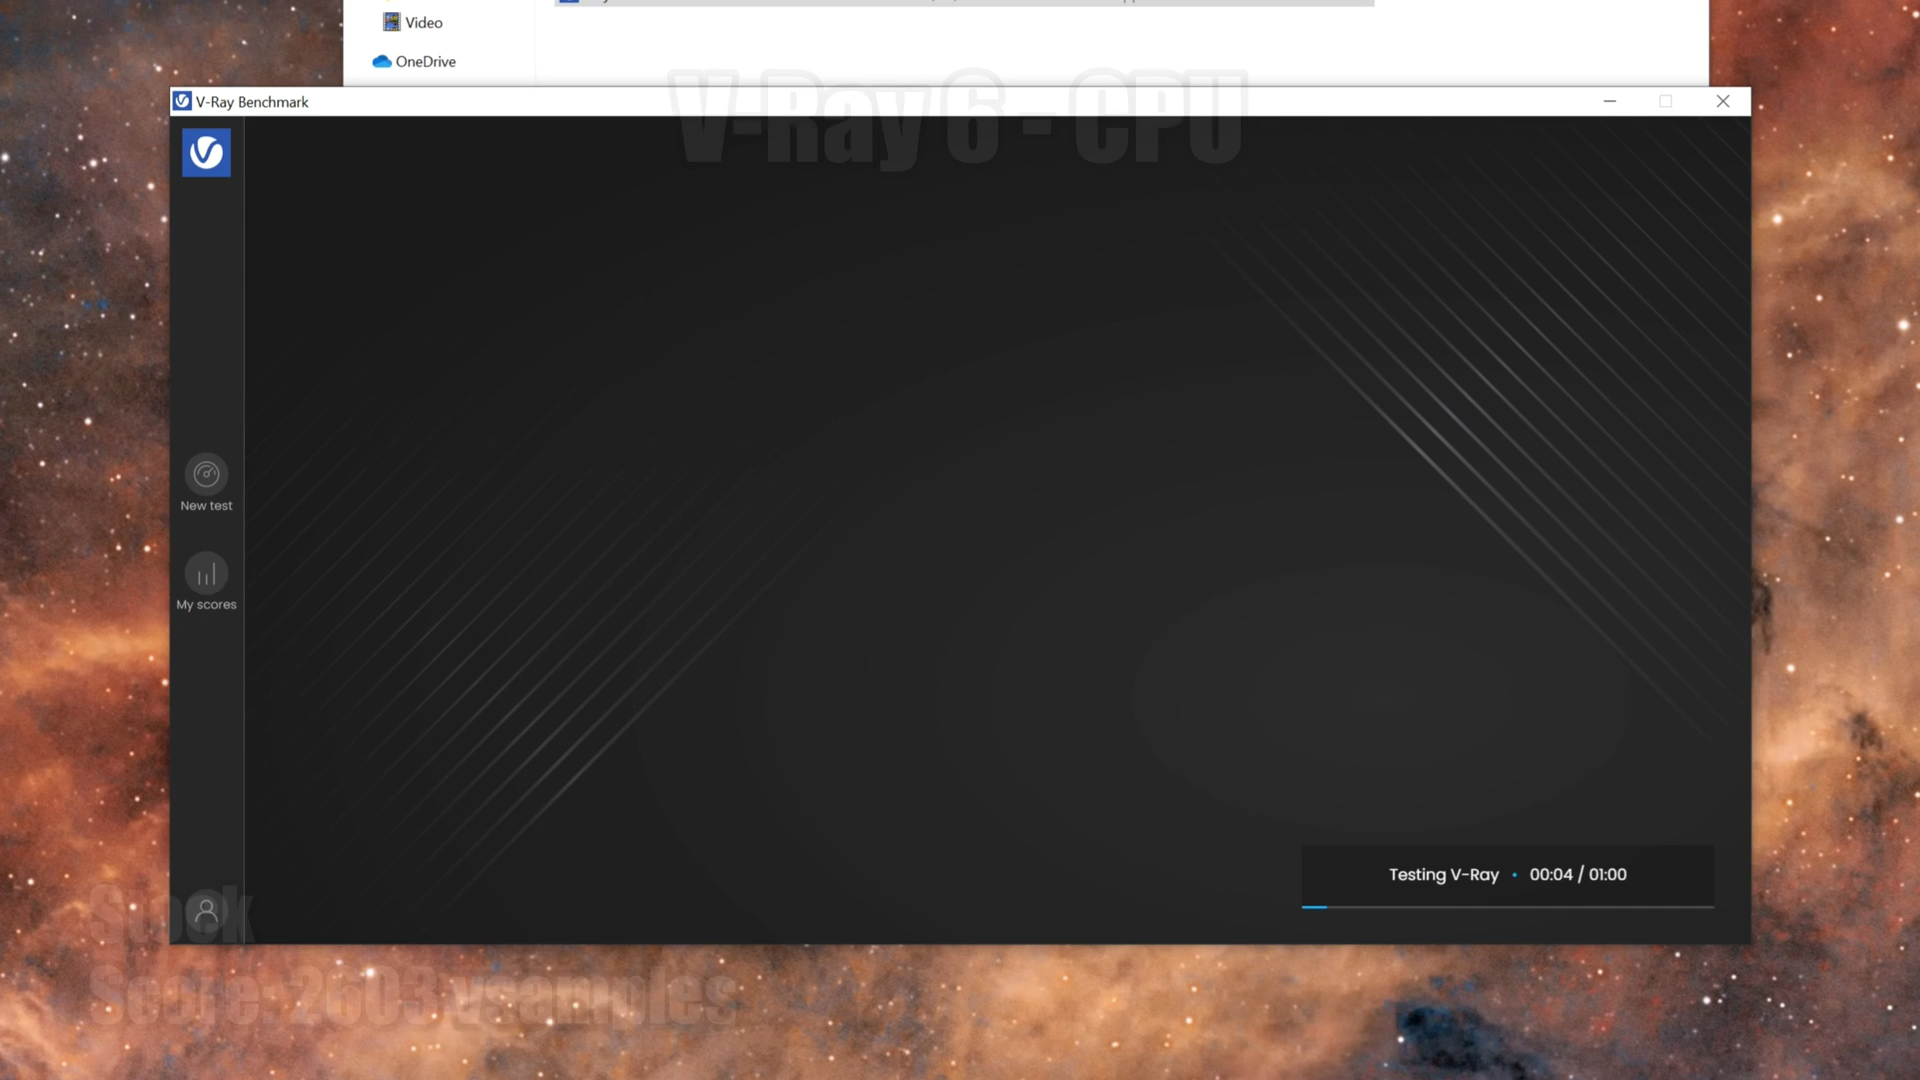 Video
OneDrive
V-Ray Benchmark
V-Ray 6 - CPU
New test
My scores
Testing V-Ray • 00:04 / 01:00
Stock
Score: 2603 vsamples